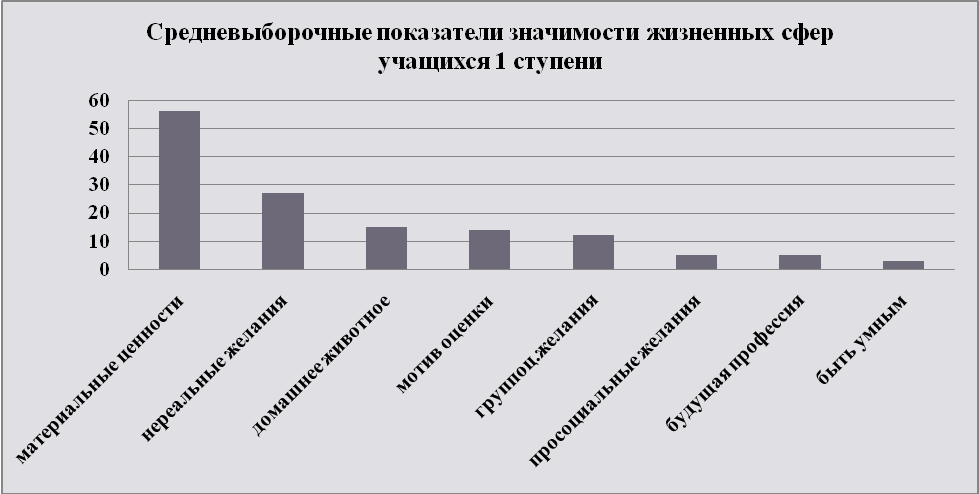 Средневыборочные показатели значимости жизненных сфер
учащихся 1 ступени
60
50
40
30
20
10
0
материальные ценности
нереальные желания
домашнее животное
мотив оценки
группоц.желания
просоциальные желания
будущая профессия
быть умным